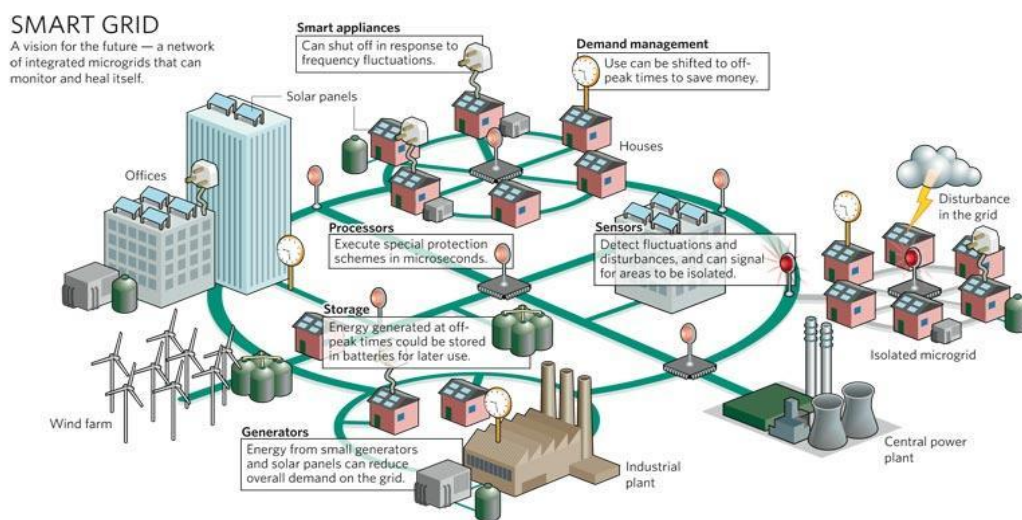 SMART GRID
A vision for the future — a network
of integrated microgrids that can
monitor and heal itself.
Smart appliances
Can shut off in response to
frequency fluctuations.
Demand management
Use can be shifted to off-
peak times to save money.
Solar panels
Houses
Offices
Disturbance
in the grid
Processors
Execute special protection
schemes in microseconds.
Sensors
Detect fluctuations and
disturbances, and can signal
for areas to be isolated.
Storage
Energy generated at off-
peak times could be stored
in batteries for later use.
Isolated microgrid
Wind farm
Generators
Energy from small generators
and solar panels can reduce
overall demand on the grid.
Industrial
plant
Central power
plant